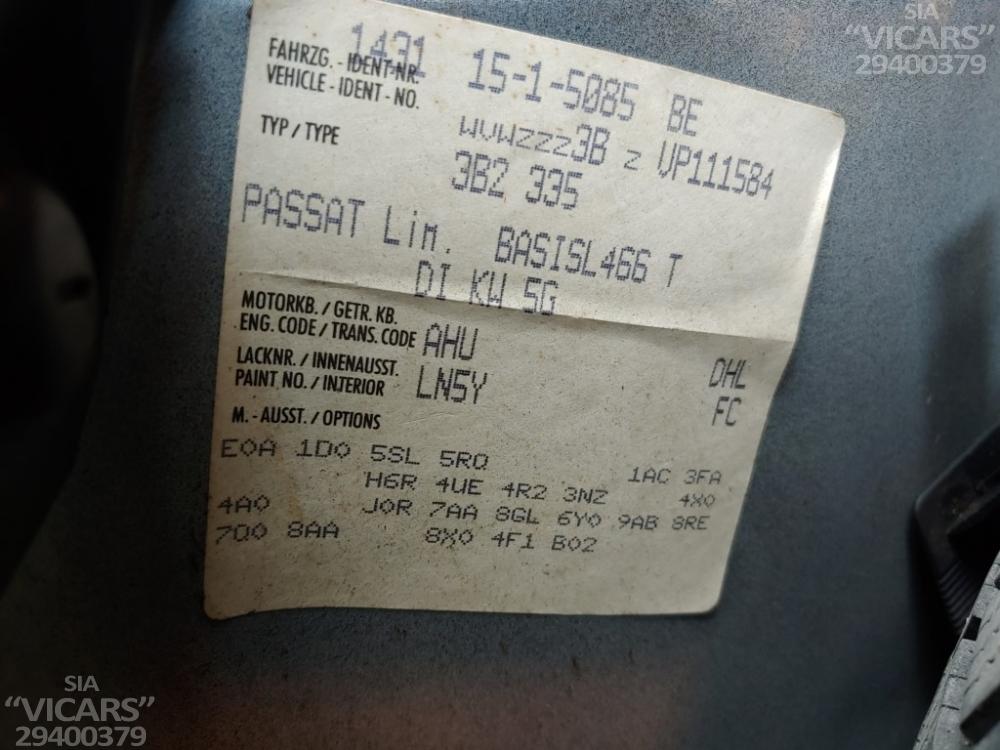 SIA
"VICARS"
29400379
1431 15-1-5085 BE
FAHRZG. - IDENT-NR.
VEHICLE - IDENT - NO. WVWZZZ3B Z VP111584
TYP / TYPE 3B2 335
PASSAT Lim. BASISL466 T
DI KW 5G
MOTORKB. / GETR. KB.
ENG. CODE / TRANS. CODE AHU DHL
LACKNR. / INNENAUSST.
PAINT NO. / INTERIOR LN5Y FC
M. - AUSST. / OPTIONS
E0A 1D0 5SL 5RQ 1AC 3FA
H6R 4UE 4R2 3NZ 4X0
4A0 J0R 7AA 8GL 6Y0 9AB 8RE
7Q0 8AA 8X0 4F1 B02
SIA
"VICARS"
29400379